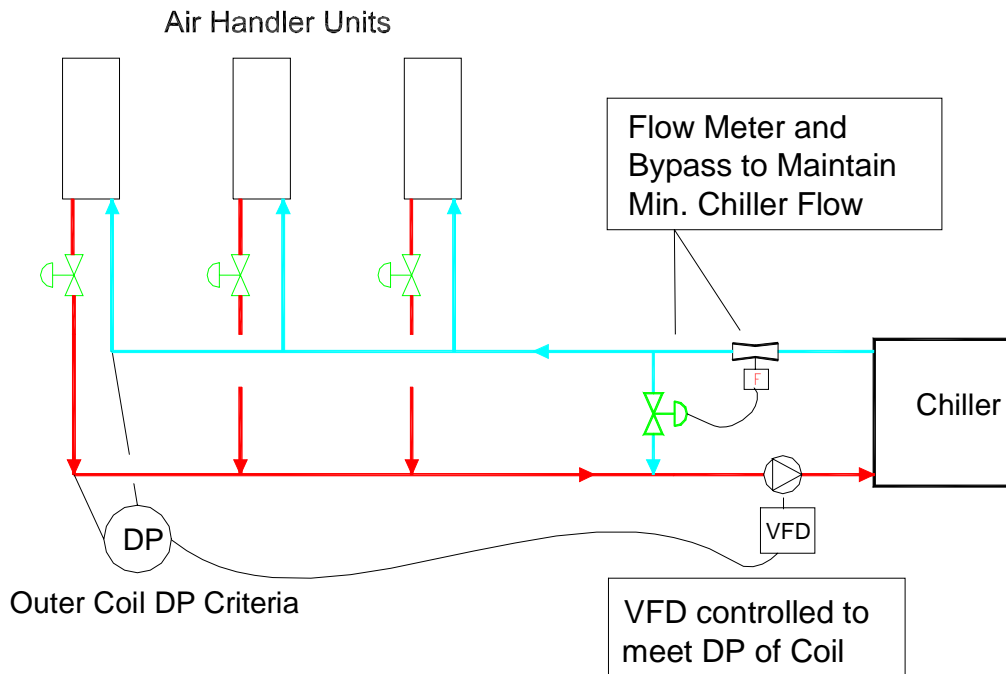 Air Handler Units
Flow Meter and
Bypass to Maintain
Min. Chiller Flow
F
Chiller
DP
VFD
Outer Coil DP Criteria
VFD controlled to
meet DP of Coil